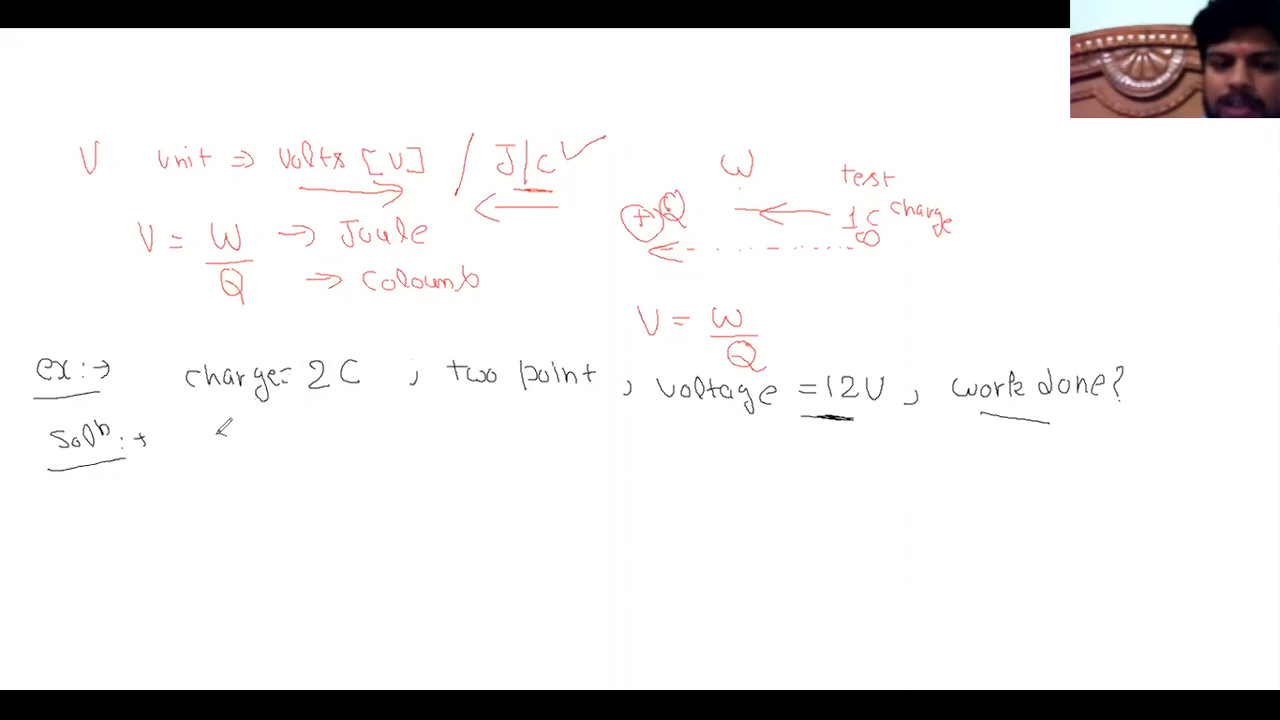 V unit ⇒ volts [V] / J/C ✓
V = W/Q → Joule
⇒ Coloumb
W
test
+ Q ← 1C charge
∞
V = W/Q
ex:→ charge= 2C , two point , voltage =12V , work done?
Solⁿ:→